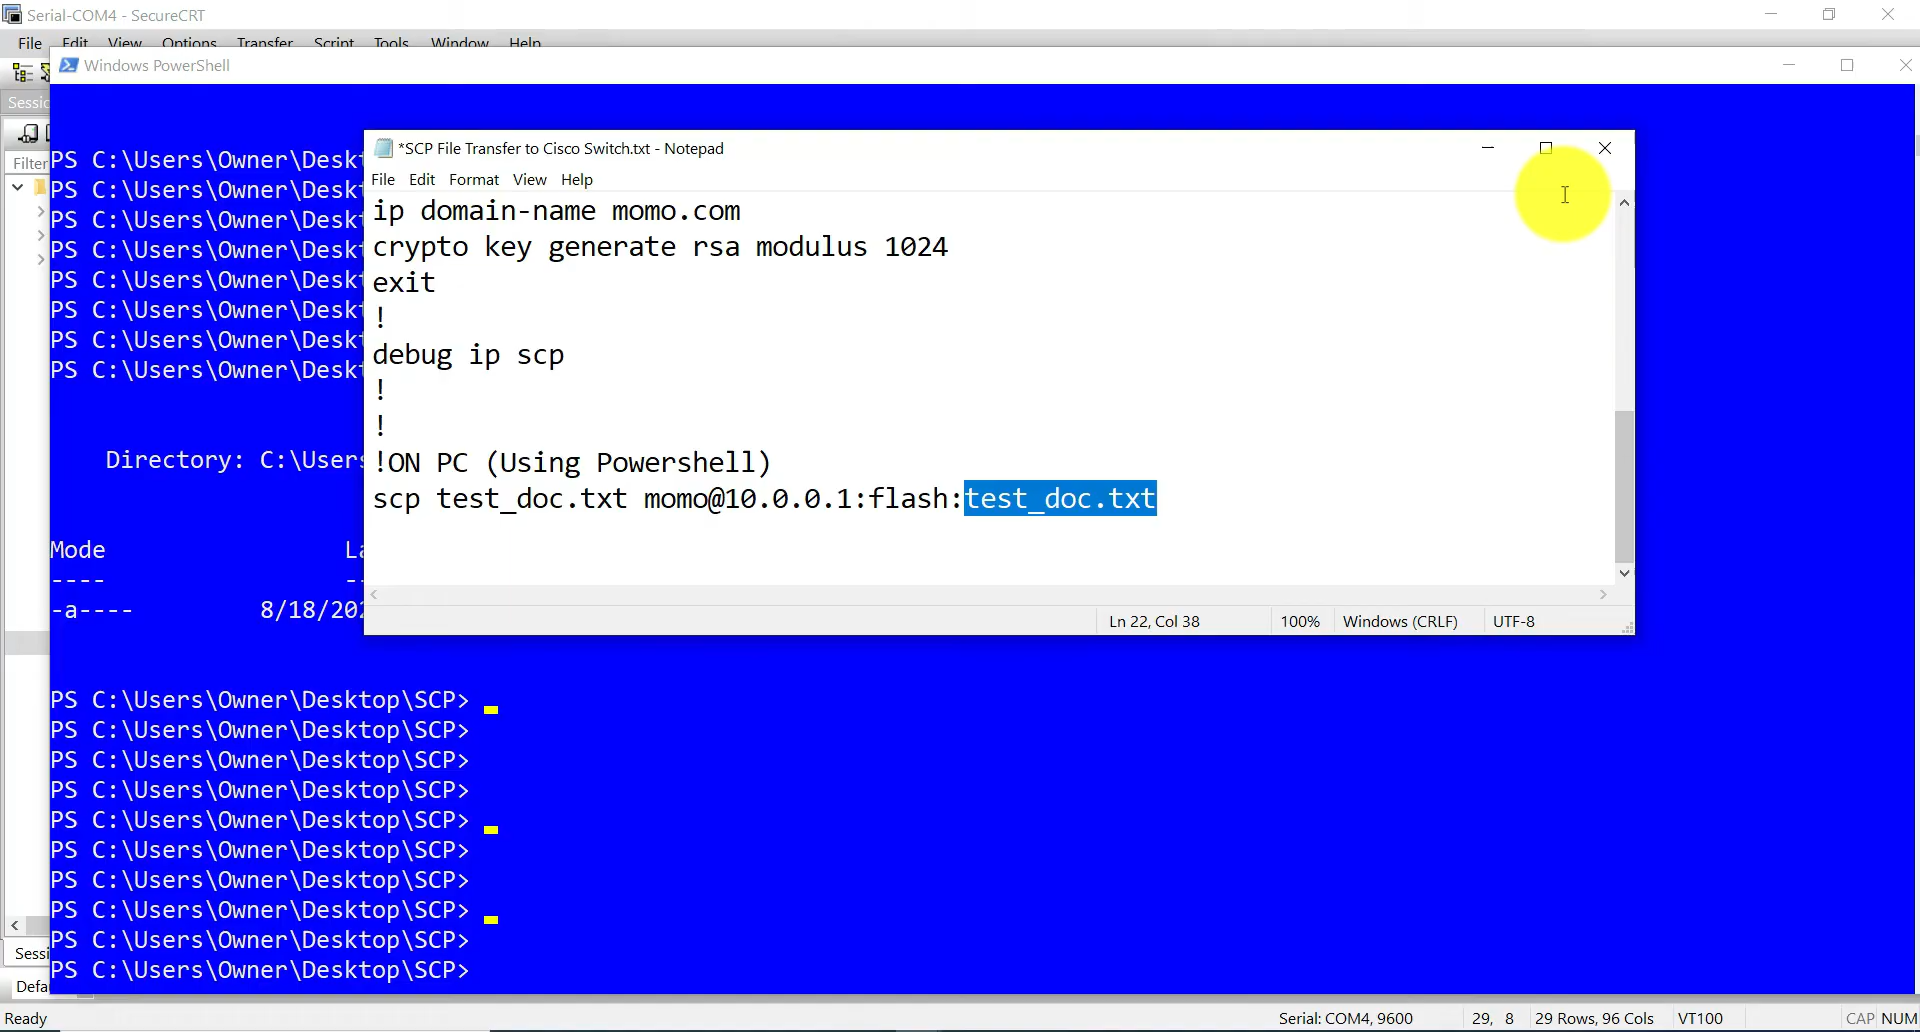 Serial-COM4 - SecureCRT
File Edit View Options Transfer Script Tools Window Help
Windows PowerShell
Filter
PS C:\Users\Owner\Deskt
PS C:\Users\Owner\Deskt
PS C:\Users\Owner\Deskt
PS C:\Users\Owner\Deskt
PS C:\Users\Owner\Deskt
PS C:\Users\Owner\Deskt
PS C:\Users\Owner\Deskt
PS C:\Users\Owner\Deskt
Directory: C:\Users
Mode La
---- --
-a---- 8/18/202
*SCP File Transfer to Cisco Switch.txt - Notepad
File Edit Format View Help
ip domain-name momo.com
crypto key generate rsa modulus 1024
exit
!
debug ip scp
!
!
!ON PC (Using Powershell)
scp test_doc.txt momo@10.0.0.1:flash:test_doc.txt
Ln 22, Col 38 100% Windows (CRLF) UTF-8
PS C:\Users\Owner\Desktop\SCP>
PS C:\Users\Owner\Desktop\SCP>
PS C:\Users\Owner\Desktop\SCP>
PS C:\Users\Owner\Desktop\SCP>
PS C:\Users\Owner\Desktop\SCP>
PS C:\Users\Owner\Desktop\SCP>
PS C:\Users\Owner\Desktop\SCP>
PS C:\Users\Owner\Desktop\SCP>
PS C:\Users\Owner\Desktop\SCP>
PS C:\Users\Owner\Desktop\SCP>
Sessi
Defau
Ready Serial: COM4, 9600 29, 8 29 Rows, 96 Cols VT100 CAP NUM